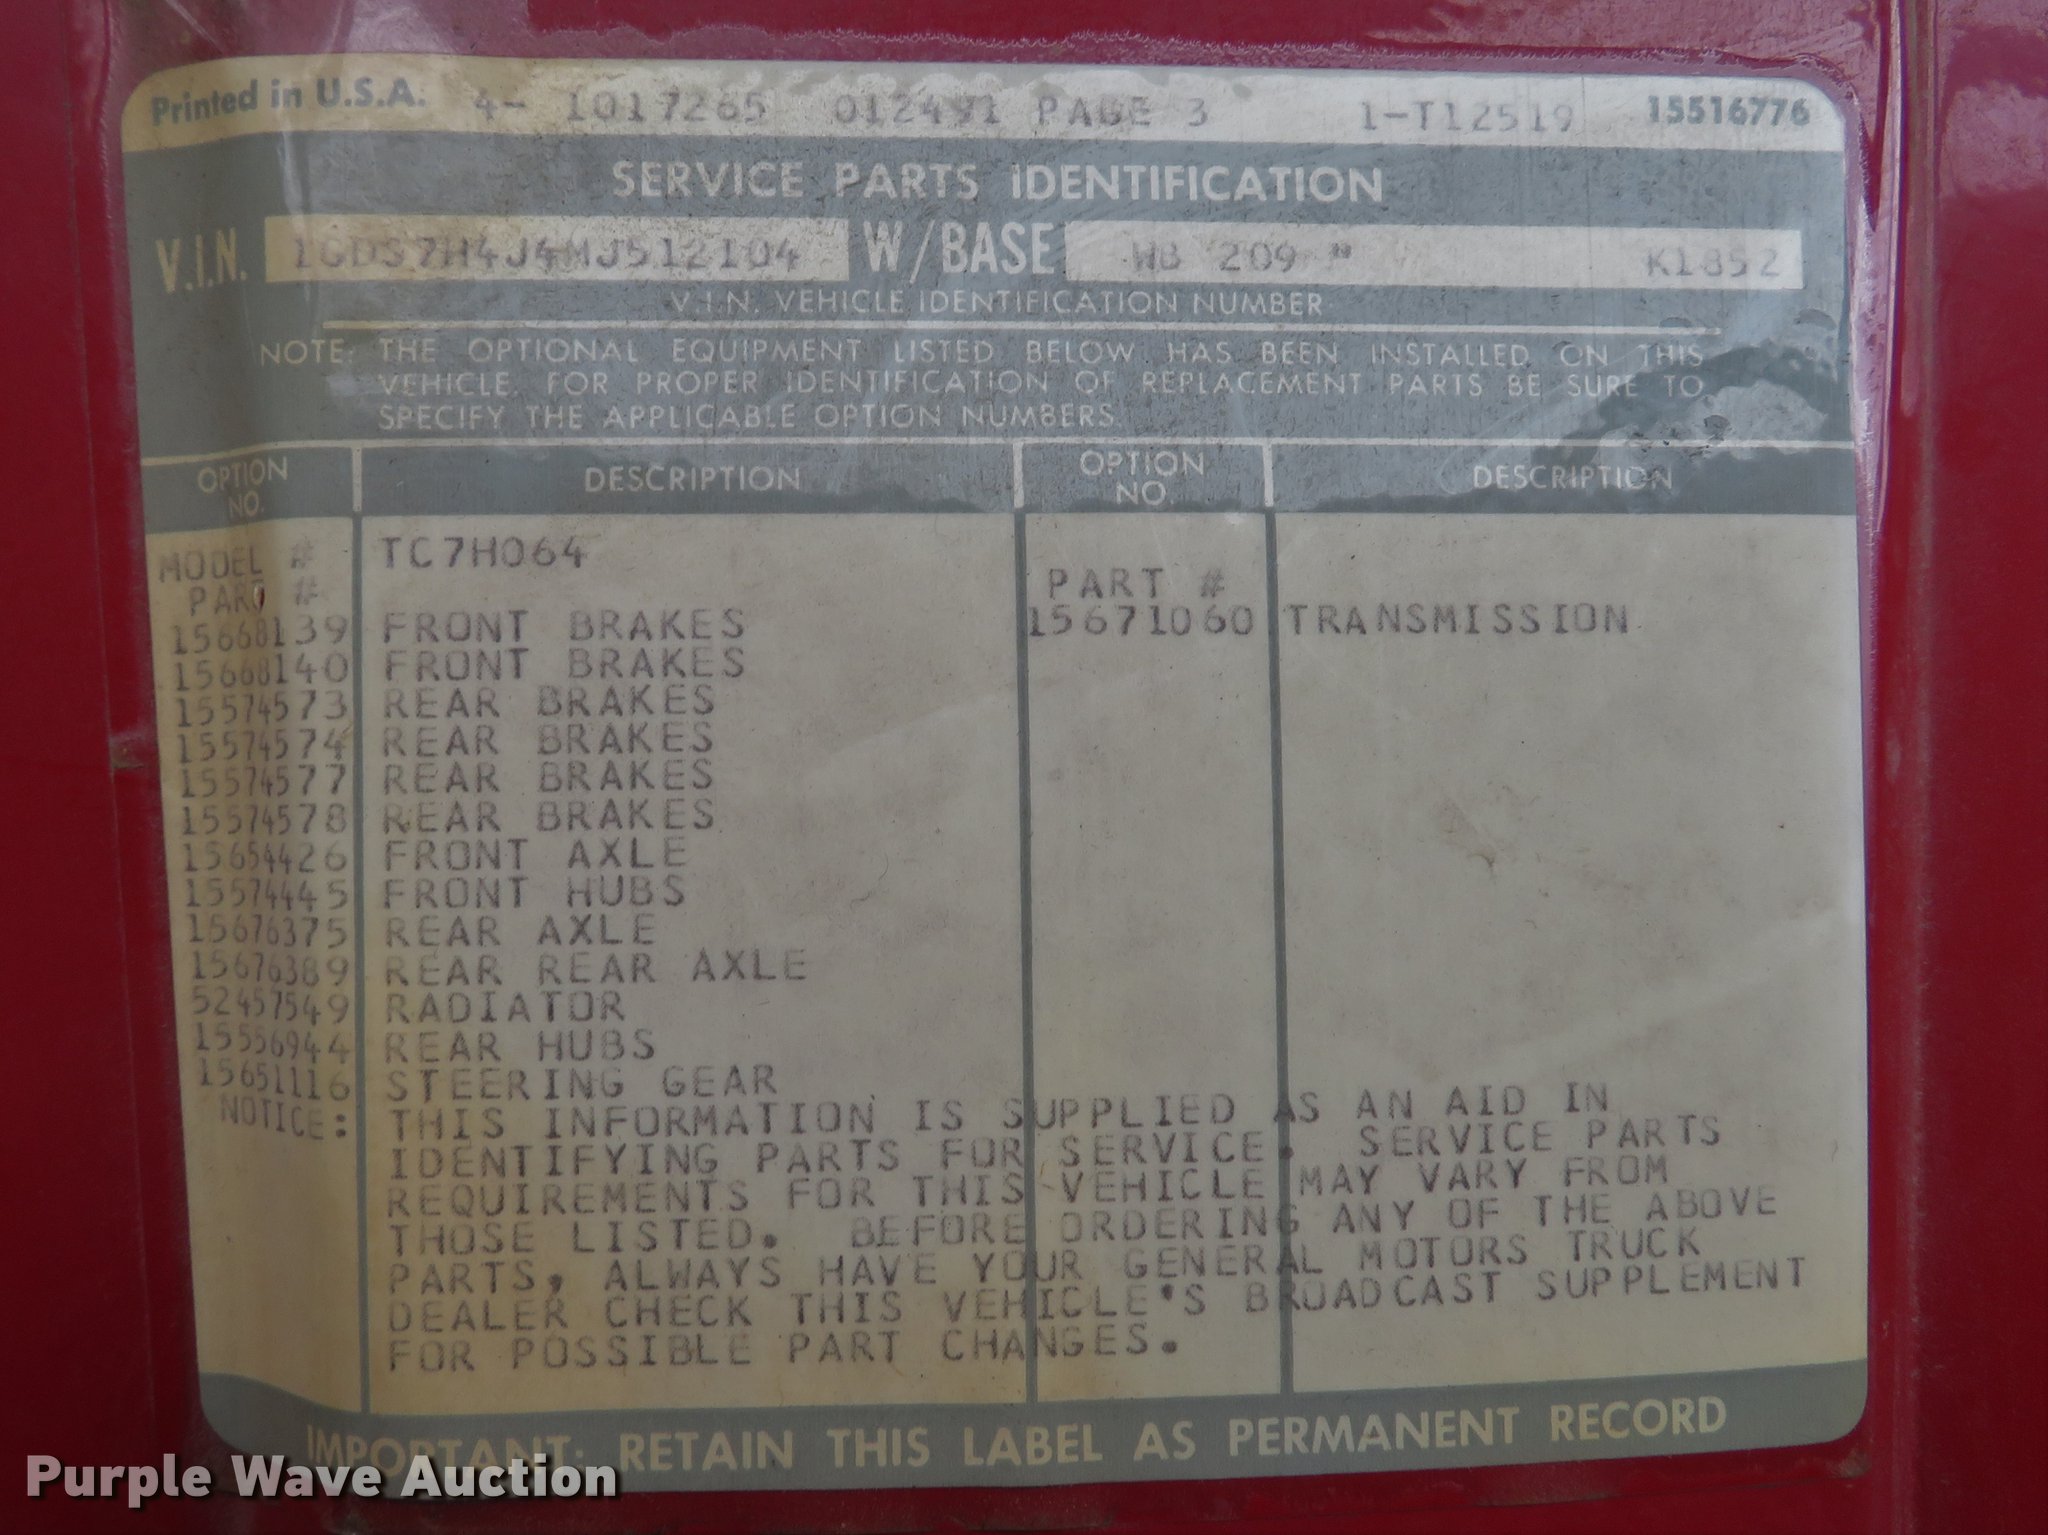 Printed in U.S.A. 4- 1017265 012491 PAGE 3 1-T12519 15516776
SERVICE PARTS IDENTIFICATION
V.I.N. 1GDS7H4J4MJ512104 W/BASE WB 209 " K1852
V.I.N. VEHICLE IDENTIFICATION NUMBER
NOTE: THE OPTIONAL EQUIPMENT LISTED BELOW HAS BEEN INSTALLED ON THIS
VEHICLE. FOR PROPER IDENTIFICATION OF REPLACEMENT PARTS BE SURE TO
SPECIFY THE APPLICABLE OPTION NUMBERS.
OPTION NO. DESCRIPTION OPTION NO. DESCRIPTION
MODEL # TC7H064
PART # PART #
15668139 FRONT BRAKES 15671060 TRANSMISSION
15668140 FRONT BRAKES
15574573 REAR BRAKES
15574574 REAR BRAKES
15574577 REAR BRAKES
15574578 REAR BRAKES
15654426 FRONT AXLE
15574445 FRONT HUBS
15676375 REAR AXLE
15676389 REAR REAR AXLE
52457549 RADIATOR
15556944 REAR HUBS
15651116 STEERING GEAR
NOTICE: THIS INFORMATION IS SUPPLIED AS AN AID IN
IDENTIFYING PARTS FOR SERVICE. SERVICE PARTS
REQUIREMENTS FOR THIS VEHICLE MAY VARY FROM
THOSE LISTED. BEFORE ORDERING ANY OF THE ABOVE
PARTS, ALWAYS HAVE YOUR GENERAL MOTORS TRUCK
DEALER CHECK THIS VEHICLE'S BROADCAST SUPPLEMENT
FOR POSSIBLE PART CHANGES.
IMPORTANT: RETAIN THIS LABEL AS PERMANENT RECORD
Purple Wave Auction